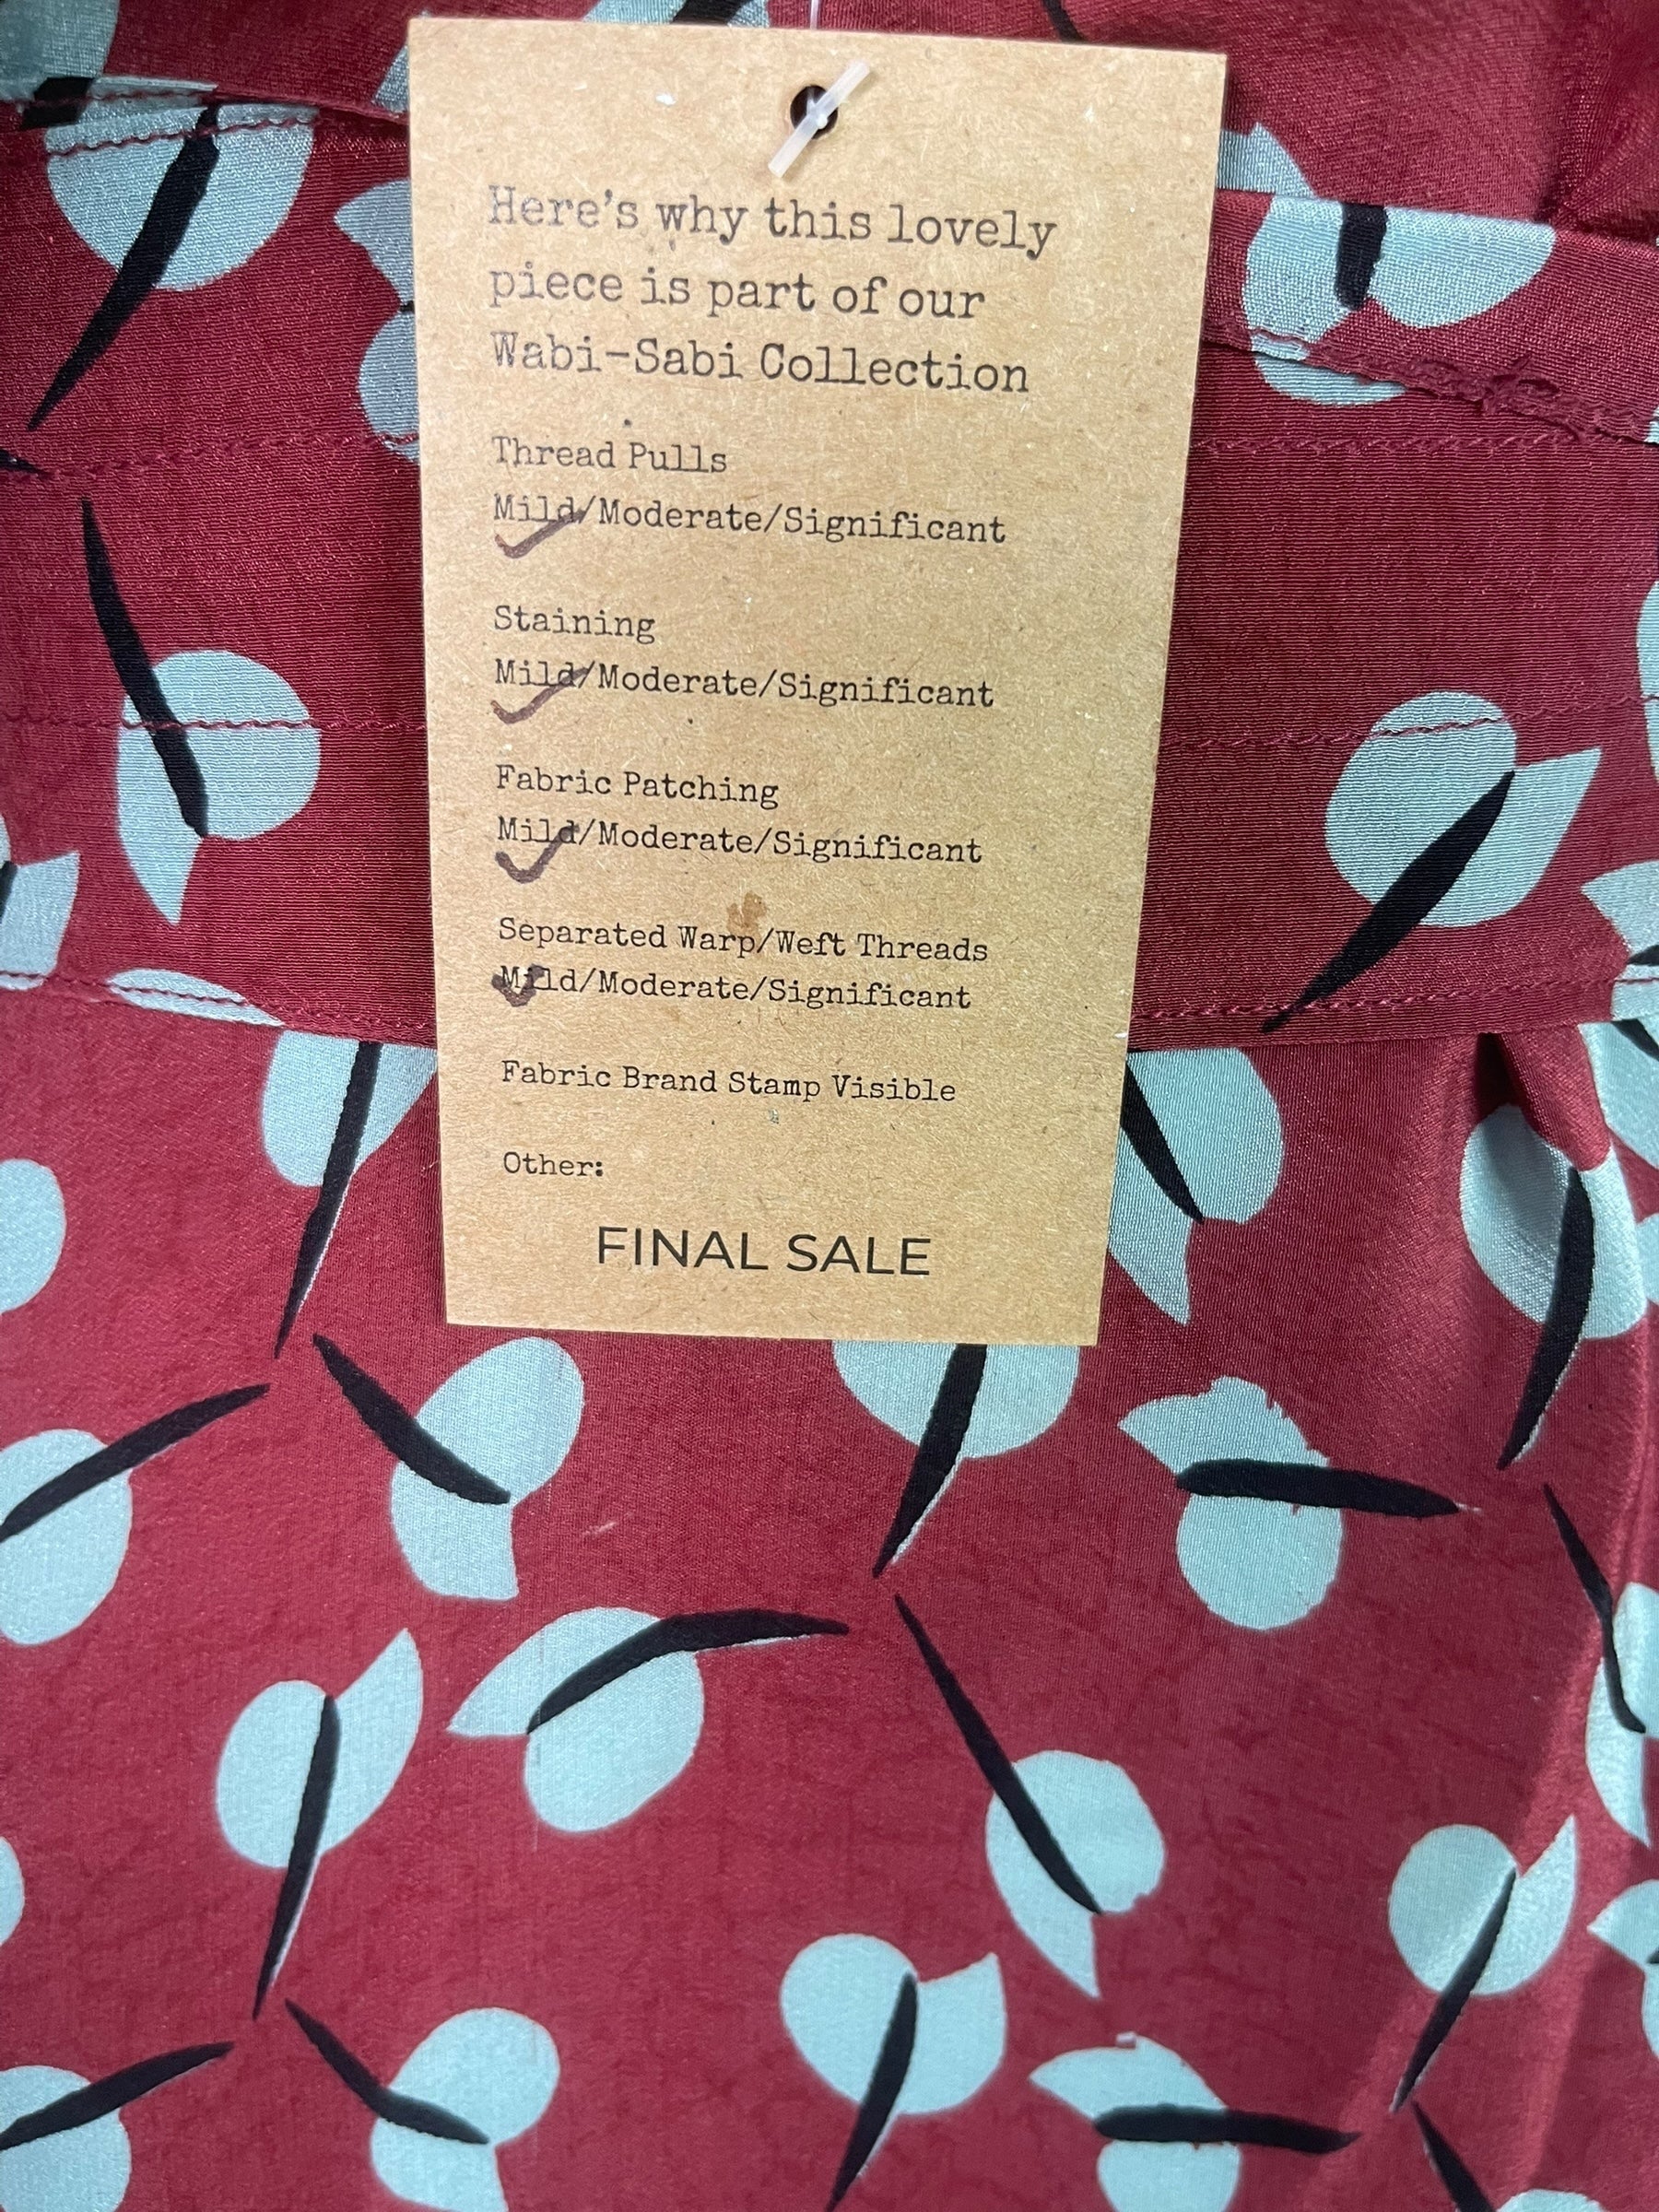 Here's why this lovely
piece is part of our
Wabi-Sabi Collection
Thread Pulls
Mild/Moderate/Significant
Staining
Mild/Moderate/Significant
Fabric Patching
Mild/Moderate/Significant
Separated Warp/Weft Threads
Mild/Moderate/Significant
Fabric Brand Stamp Visible
Other:
FINAL SALE